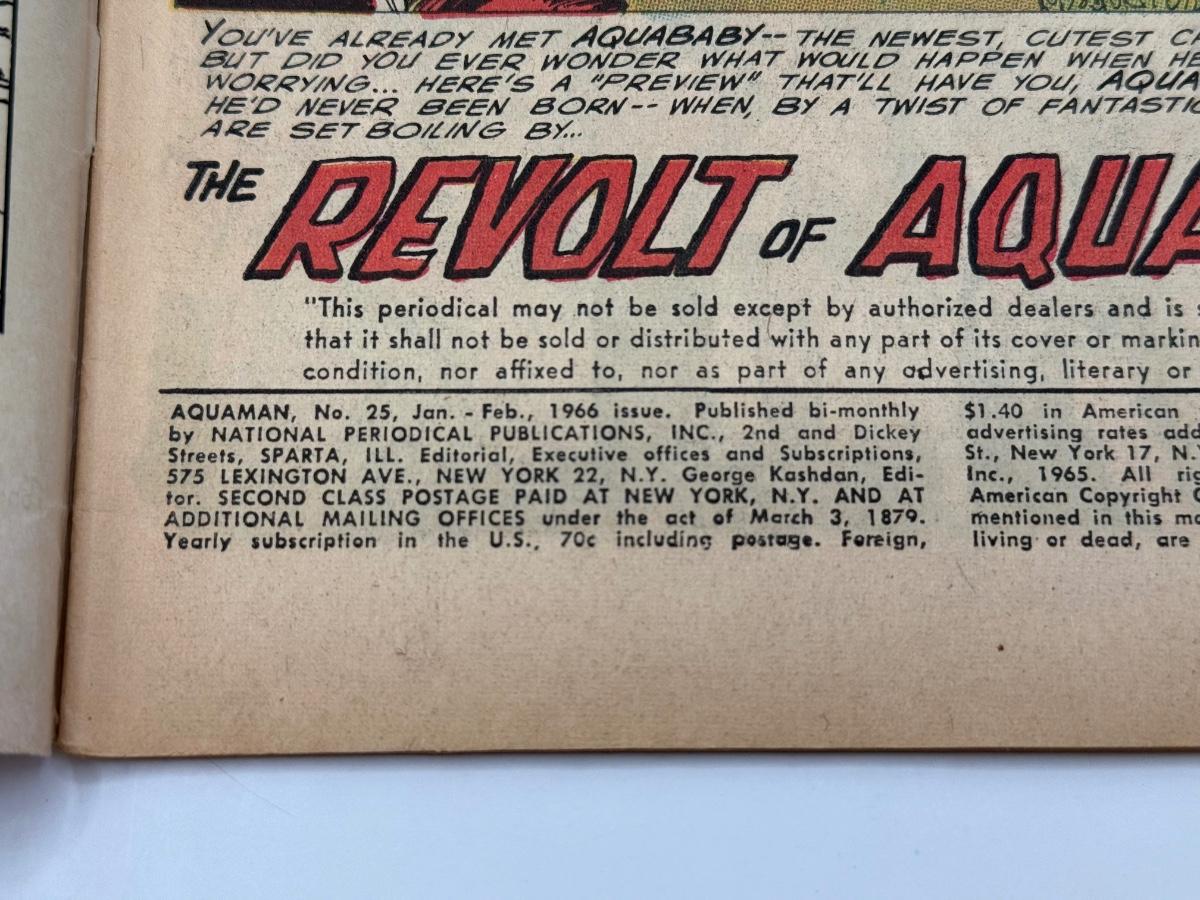 YOU'VE ALREADY MET AQUABABY-- THE NEWEST, CUTEST
BUT DID YOU EVER WONDER WHAT WOULD HAPPEN WHEN HE
WORRYING... HERE'S A "PREVIEW" THAT'LL HAVE YOU,
HE'D NEVER BEEN BORN-- WHEN, BY A TWIST OF
ARE SET BOILING BY...
THE REVOLT OF
"This periodical may not be sold except by authorized dealers and is
that it shall not be sold or distributed with any part of its cover or
condition, nor affixed to, nor as part of any advertising, literary or
AQUAMAN, No. 25, Jan. - Feb., 1966 issue. Published bi-monthly
by NATIONAL PERIODICAL PUBLICATIONS, INC., 2nd and Dickey
Streets, SPARTA, ILL. Editorial, Executive offices and Subscriptions,
575 LEXINGTON AVE., NEW YORK 22, N.Y. George Kashdan, Edi-
tor. SECOND CLASS POSTAGE PAID AT NEW YORK, N.Y. AND AT
ADDITIONAL MAILING OFFICES under the act of March 3, 1879.
Yearly subscription in the U.S., 70c including postage. Foreign,
$1.40 in American
advertising rates
St., New York 17, N.Y
Inc., 1965. All
American Copyright
mentioned in this
living or dead, are